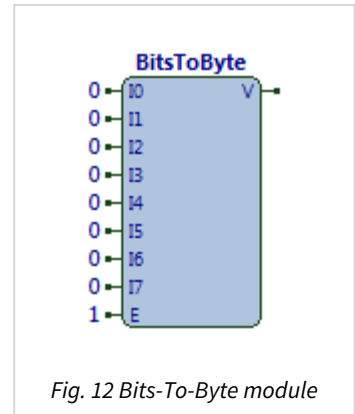 BitsToByte
0 I0 V
0 I1
0 I2
0 I3
0 I4
0 I5
0 I6
0 I7
1 E
Fig. 12 Bits-To-Byte module